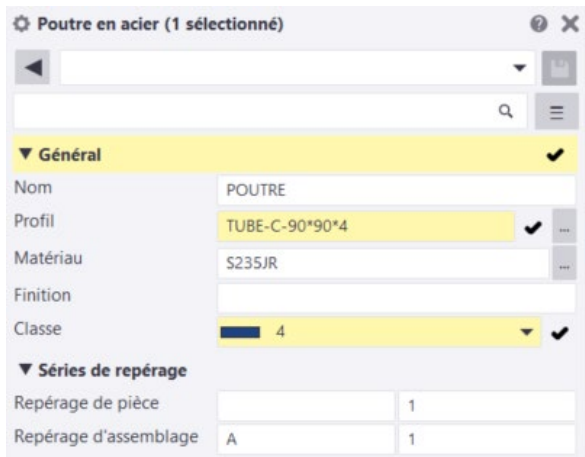 Poutre en acier (1 sélectionné)
Général
Nom POUTRE
Profil TUBE-C-90*90*4 ...
Matériau S235JR ...
Finition
Classe 4
Séries de repérage
Repérage de pièce 1
Repérage d'assemblage A 1